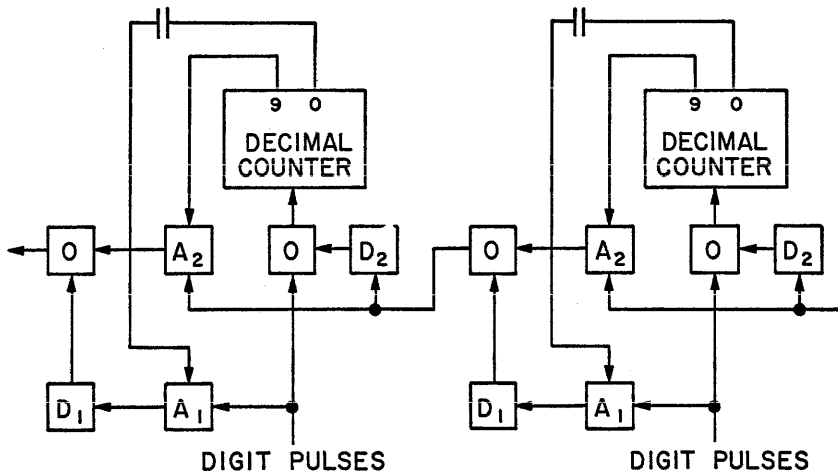 9 0
9 0
DECIMAL
COUNTER
DECIMAL
COUNTER
O A₂ O D₂ O A₂ O D₂
D₁ A₁ D₁ A₁
DIGIT PULSES
DIGIT PULSES